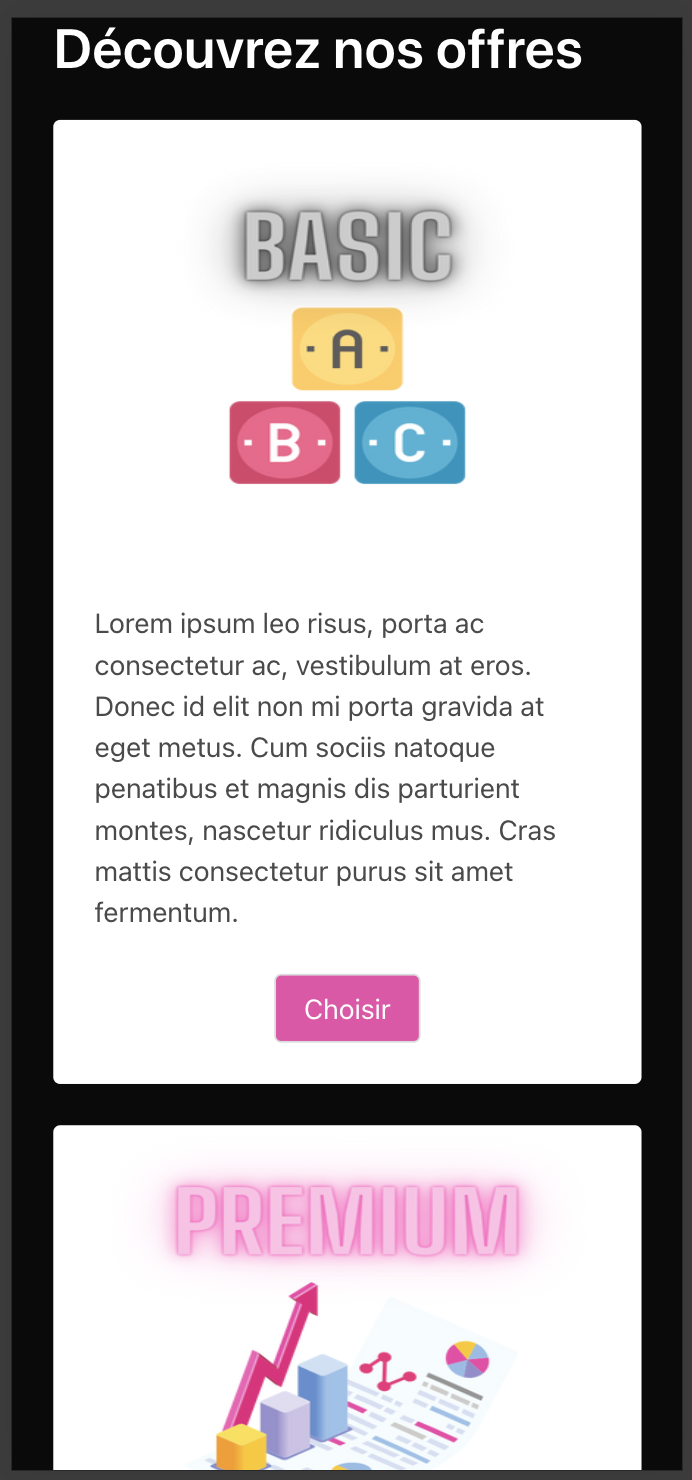 Découvrez nos offres
BASIC
· A ·
· B · · C ·
Lorem ipsum leo risus, porta ac
consectetur ac, vestibulum at eros.
Donec id elit non mi porta gravida at
eget metus. Cum sociis natoque
penatibus et magnis dis parturient
montes, nascetur ridiculus mus. Cras
mattis consectetur purus sit amet
fermentum.
Choisir
PREMIUM